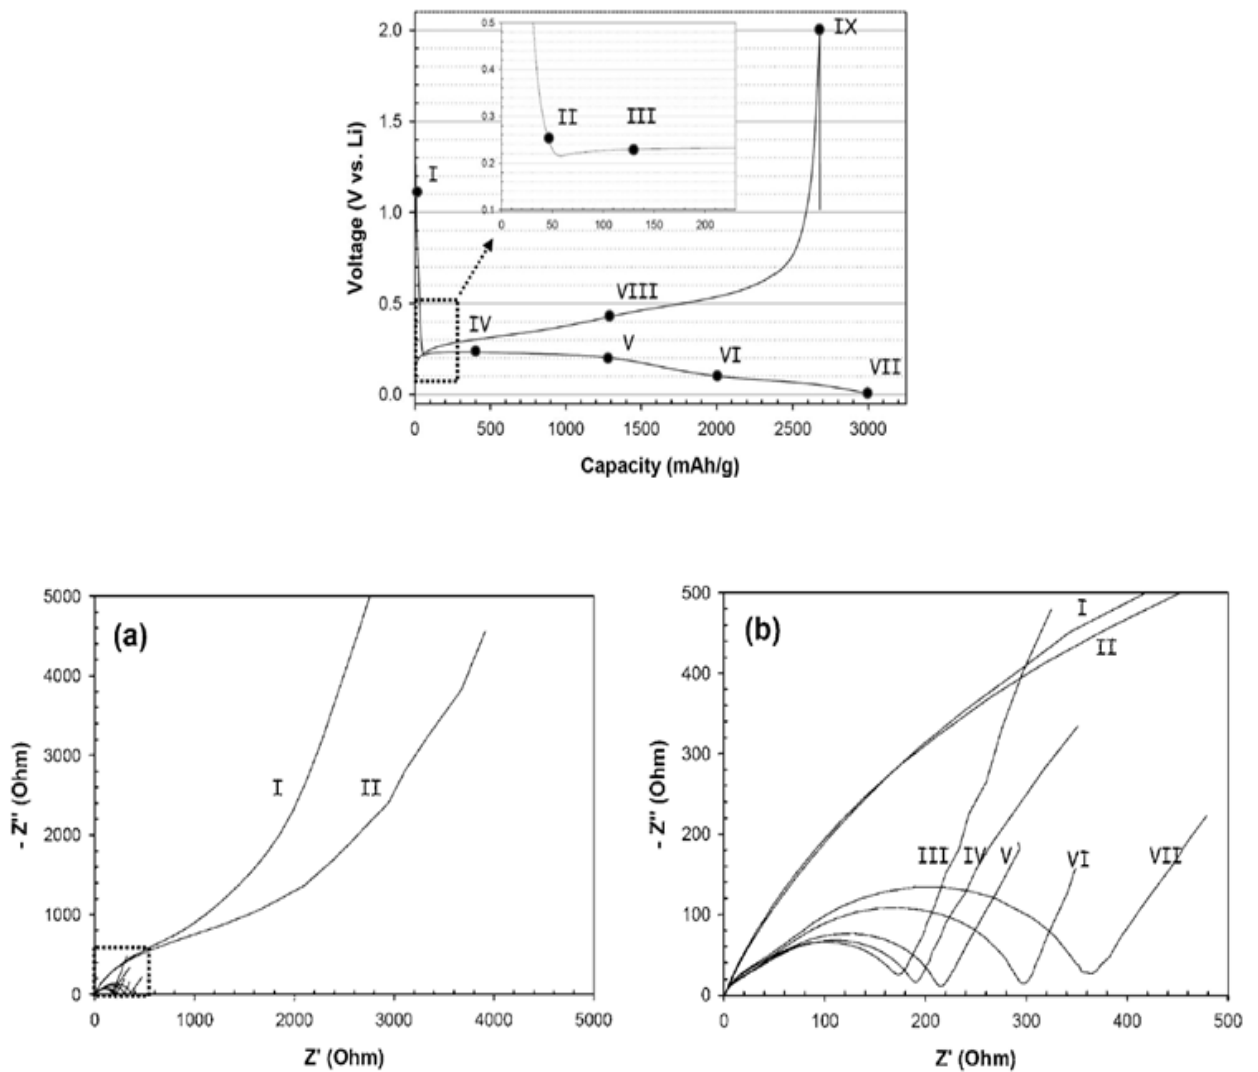 2.0
1.5
1.0
0.5
0.0
Voltage (V vs. Li)
0 500 1000 1500 2000 2500 3000
Capacity (mAh/g)
I
IV
V
VI
VII
VIII
IX
0.5
0.4
0.3
0.2
0.1
0 50 100 150 200
II
III
(a)
5000
4000
3000
2000
1000
0
- Z'' (Ohm)
I
II
0 1000 2000 3000 4000 5000
Z' (Ohm)
(b)
500
400
300
200
100
0
- Z'' (Ohm)
I
II
III IV V VI VII
0 100 200 300 400 500
Z' (Ohm)